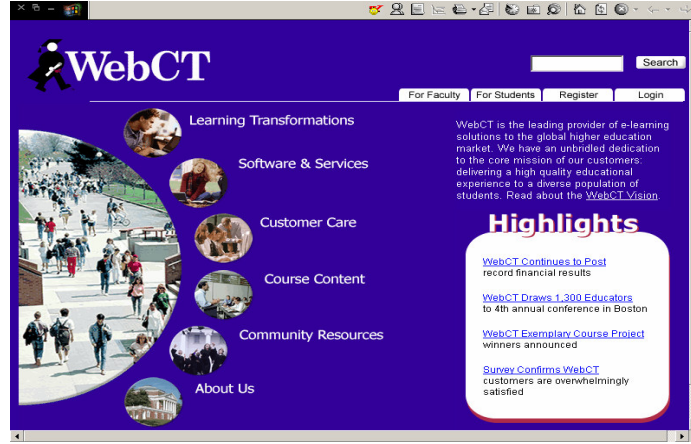 WebCT
Search
For Faculty
For Students
Register
Login
Learning Transformations
Software & Services
Customer Care
Course Content
Community Resources
About Us
WebCT is the leading provider of e-learning
solutions to the global higher education
market. We have an unbridled dedication
to the core mission of our customers:
delivering a high quality educational
experience to a diverse population of
students. Read about the WebCT Vision.
Highlights
WebCT Continues to Post
record financial results
WebCT Draws 1,300 Educators
to 4th annual conference in Boston
WebCT Exemplary Course Project
winners announced
Survey Confirms WebCT
customers are overwhelmingly
satisfied